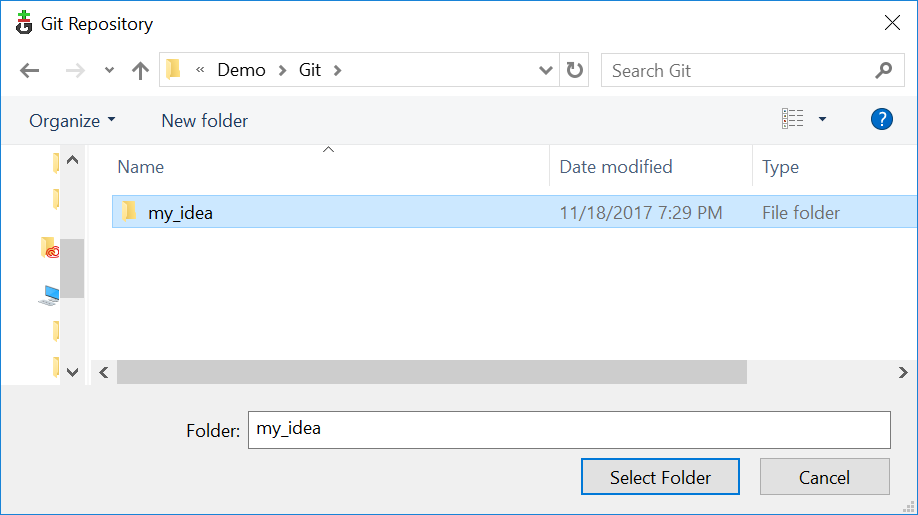 Git Repository
« Demo > Git >
Search Git
Organize
New folder
?
Name
Date modified
Type
my_idea
11/18/2017 7:29 PM
File folder
Folder:
my_idea
Select Folder
Cancel